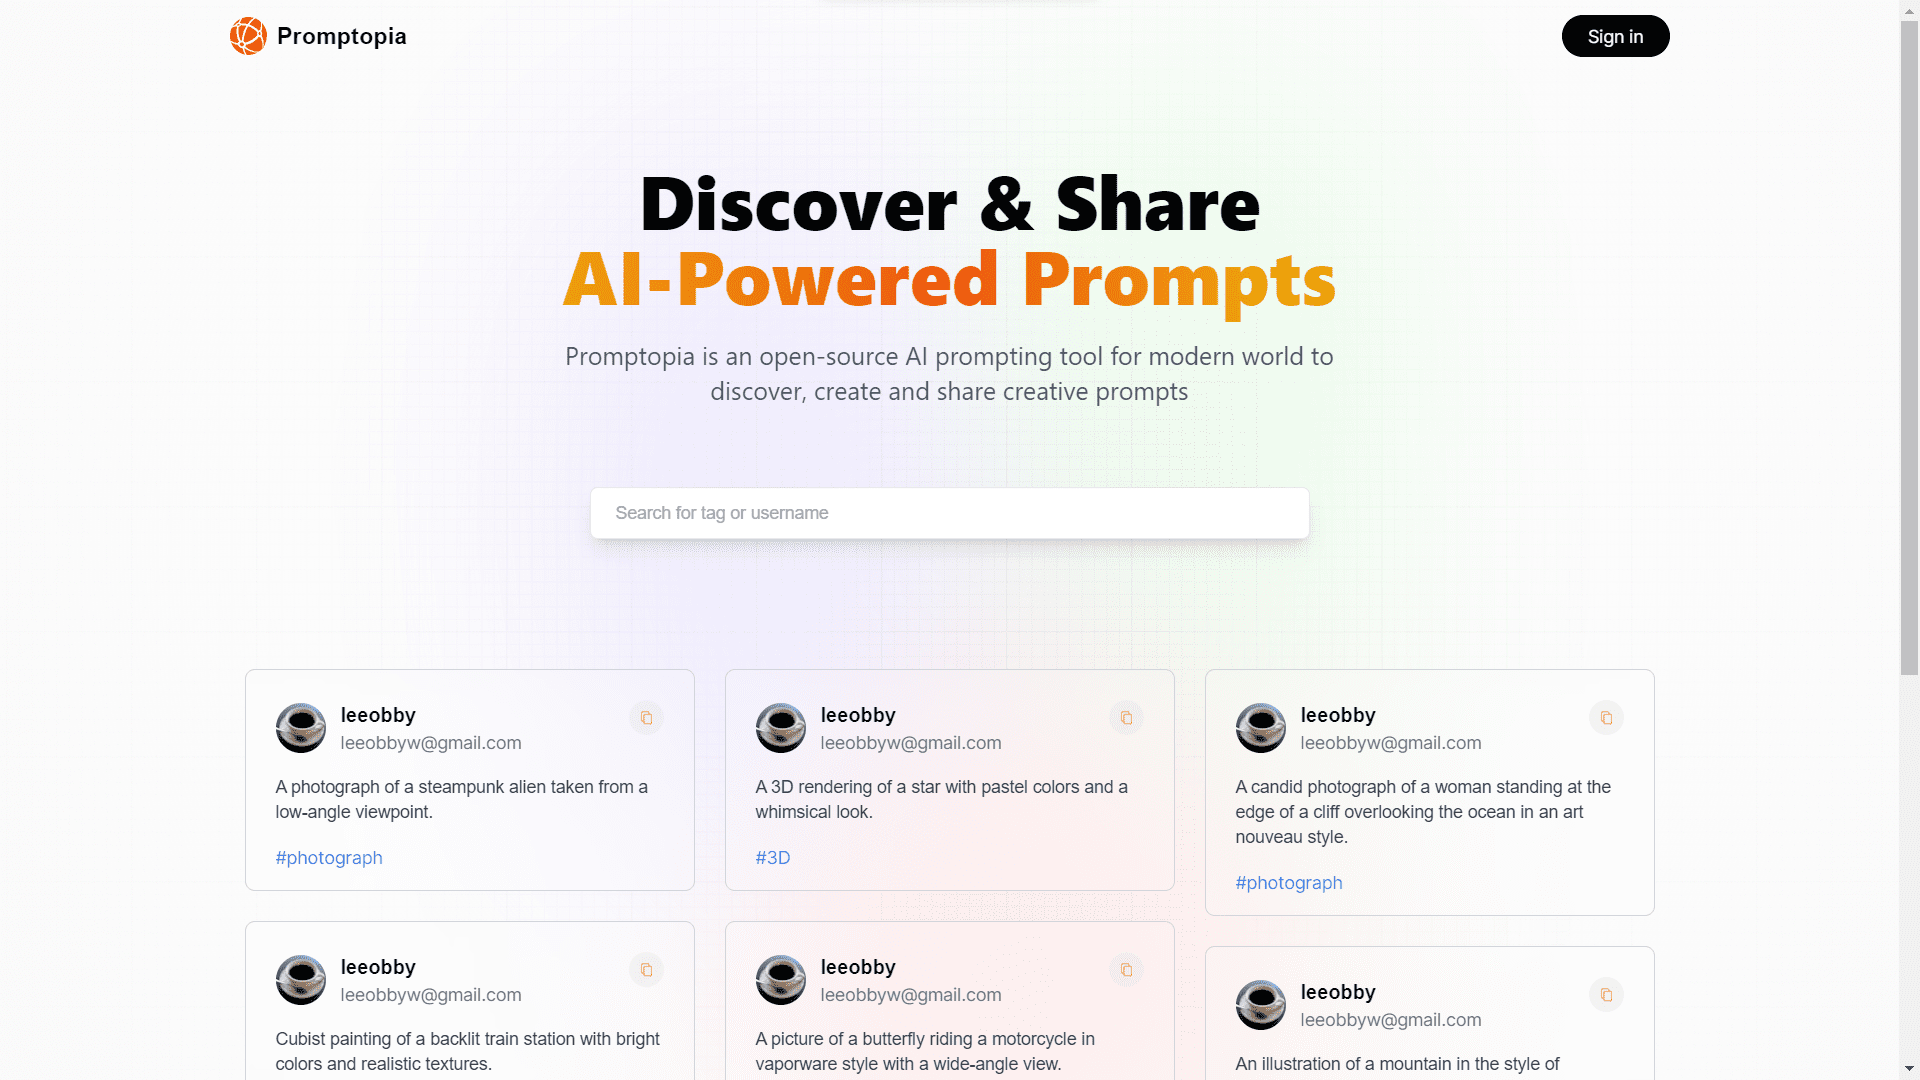 Promptopia
Sign in
Discover & Share
AI-Powered Prompts
Promptopia is an open-source AI prompting tool for modern world to
discover, create and share creative prompts
Search for tag or username
leeobby
leeobbyw@gmail.com
A photograph of a steampunk alien taken from a
low-angle viewpoint.
#photograph
leeobby
leeobbyw@gmail.com
A 3D rendering of a star with pastel colors and a
whimsical look.
#3D
leeobby
leeobbyw@gmail.com
A candid photograph of a woman standing at the
edge of a cliff overlooking the ocean in an art
nouveau style.
#photograph
leeobby
leeobbyw@gmail.com
Cubist painting of a backlit train station with bright
colors and realistic textures.
leeobby
leeobbyw@gmail.com
A picture of a butterfly riding a motorcycle in
vaporware style with a wide-angle view.
leeobby
leeobbyw@gmail.com
An illustration of a mountain in the style of